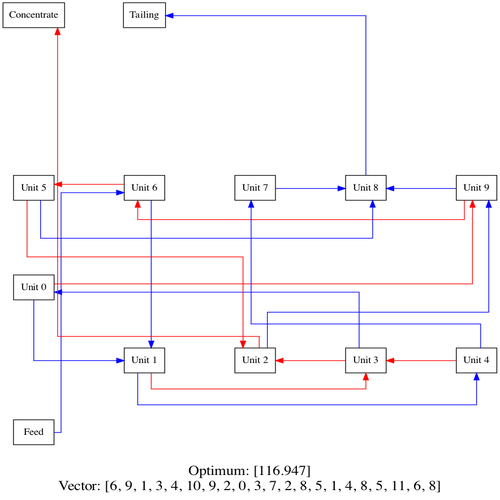 Concentrate
Tailing
Unit 5
Unit 6
Unit 7
Unit 8
Unit 9
Unit 0
Unit 1
Unit 2
Unit 3
Unit 4
Feed
Optimum: [116.947]
Vector: [6, 9, 1, 3, 4, 10, 9, 2, 0, 3, 7, 2, 8, 5, 1, 4, 8, 5, 11, 6, 8]